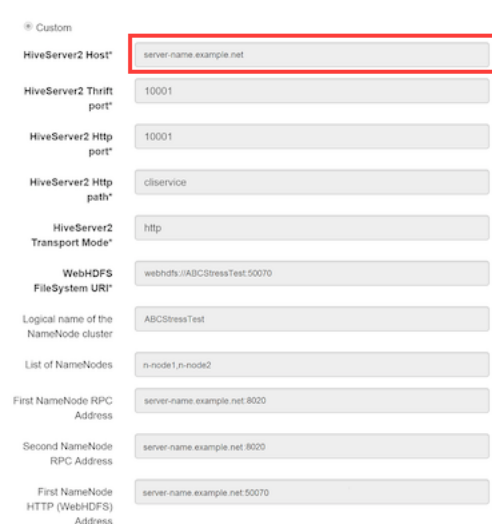 Custom
HiveServer2 Host*
server-name.example.net
HiveServer2 Thrift
port*
10001
HiveServer2 Http
port*
10001
HiveServer2 Http
path*
cliservice
HiveServer2
Transport Mode*
http
WebHDFS
FileSystem URI*
webhdfs://ABCStressTest:50070
Logical name of the
NameNode cluster
ABCStressTest
List of NameNodes
n-node1,n-node2
First NameNode RPC
Address
server-name.example.net:8020
Second NameNode
RPC Address
server-name.example.net:8020
First NameNode
HTTP (WebHDFS)
Address
server-name.example.net:50070